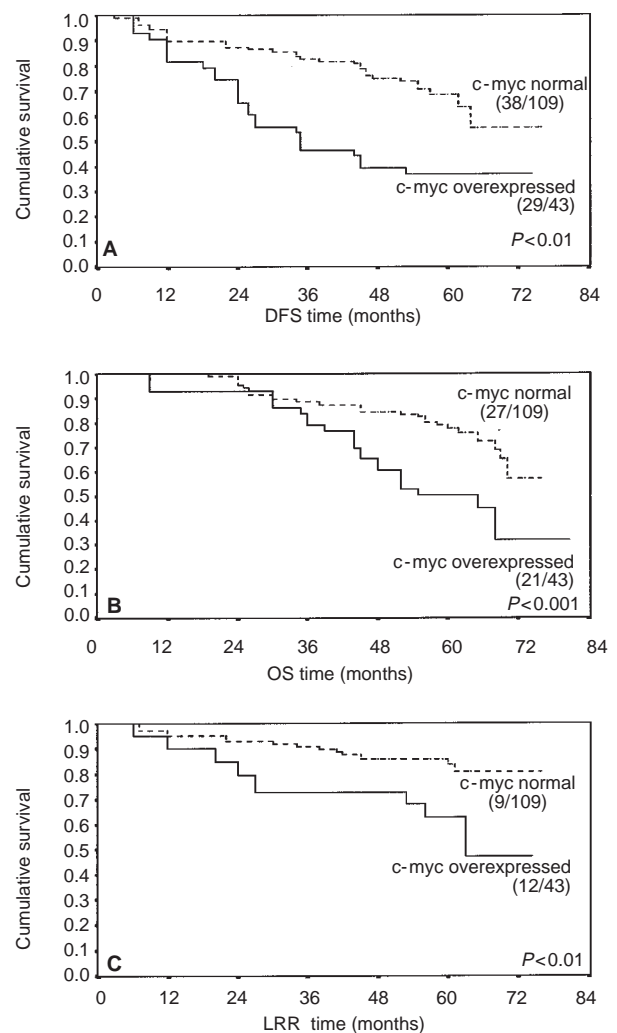 1.0
0.9
0.8
0.7
0.6
0.5
0.4
0.3
0.2
0.1
0.0
Cumulative survival
c-myc normal
(38/109)
c-myc overexpressed
(29/43)
P<0.01
A
0 12 24 36 48 60 72 84
DFS time (months)
1.0
0.9
0.8
0.7
0.6
0.5
0.4
0.3
0.2
0.1
0.0
Cumulative survival
c-myc normal
(27/109)
c-myc overexpressed
(21/43)
P<0.001
B
0 12 24 36 48 60 72 84
OS time (months)
1.0
0.9
0.8
0.7
0.6
0.5
0.4
0.3
0.2
0.1
0.0
Cumulative survival
c-myc normal
(9/109)
c-myc overexpressed
(12/43)
P<0.01
C
0 12 24 36 48 60 72 84
LRR time (months)